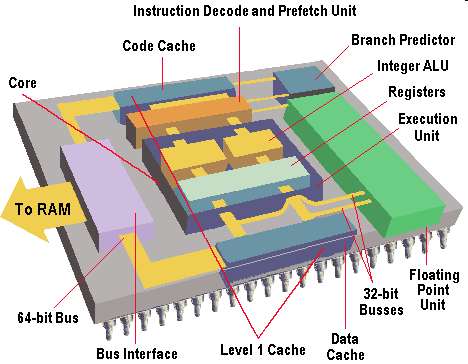 Instruction Decode and Prefetch Unit
Code Cache
Branch Predictor
Core
Integer ALU
Registers
Execution
Unit
To RAM
64-bit Bus
Bus Interface
Level 1 Cache
Data
Cache
32-bit
Busses
Floating
Point
Unit